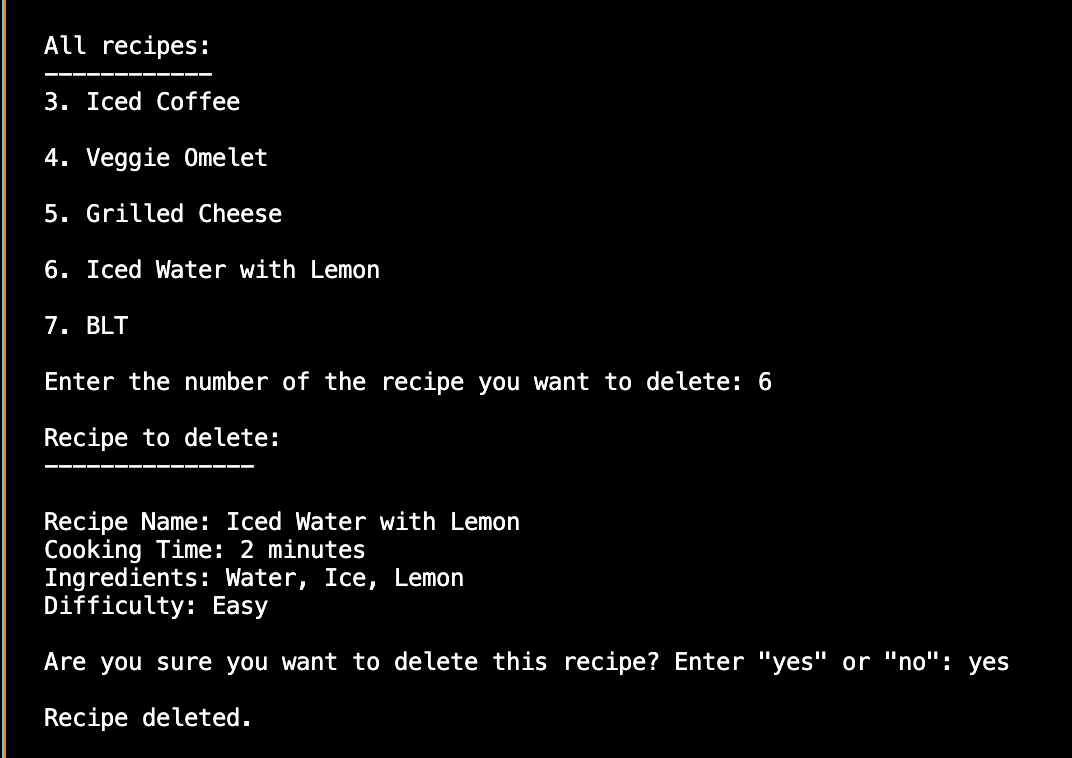 All recipes:
------------
3. Iced Coffee
4. Veggie Omelet
5. Grilled Cheese
6. Iced Water with Lemon
7. BLT
Enter the number of the recipe you want to delete: 6
Recipe to delete:
---------------
Recipe Name: Iced Water with Lemon
Cooking Time: 2 minutes
Ingredients: Water, Ice, Lemon
Difficulty: Easy
Are you sure you want to delete this recipe? Enter "yes" or "no": yes
Recipe deleted.